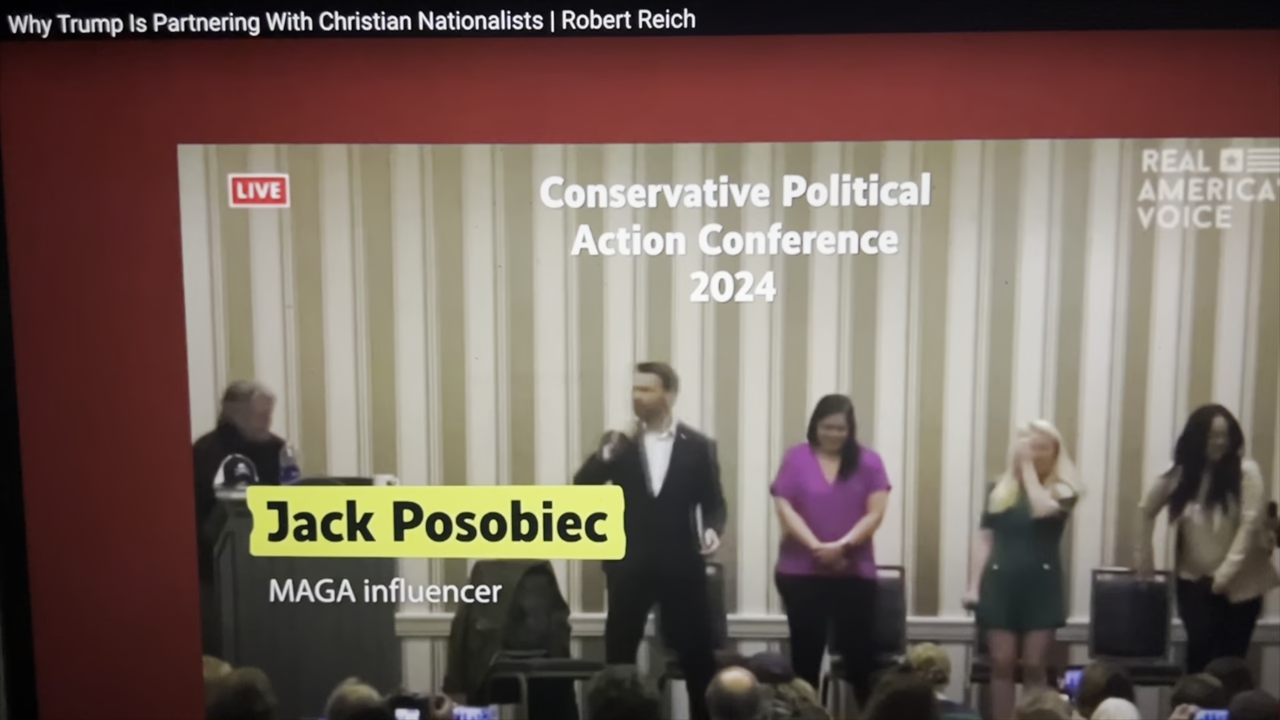 Why Trump Is Partnering With Christian Nationalists | Robert Reich
LIVE
Conservative Political
Action Conference
2024
REAL
AMERICA'
VOICE
Jack Posobiec
MAGA influencer